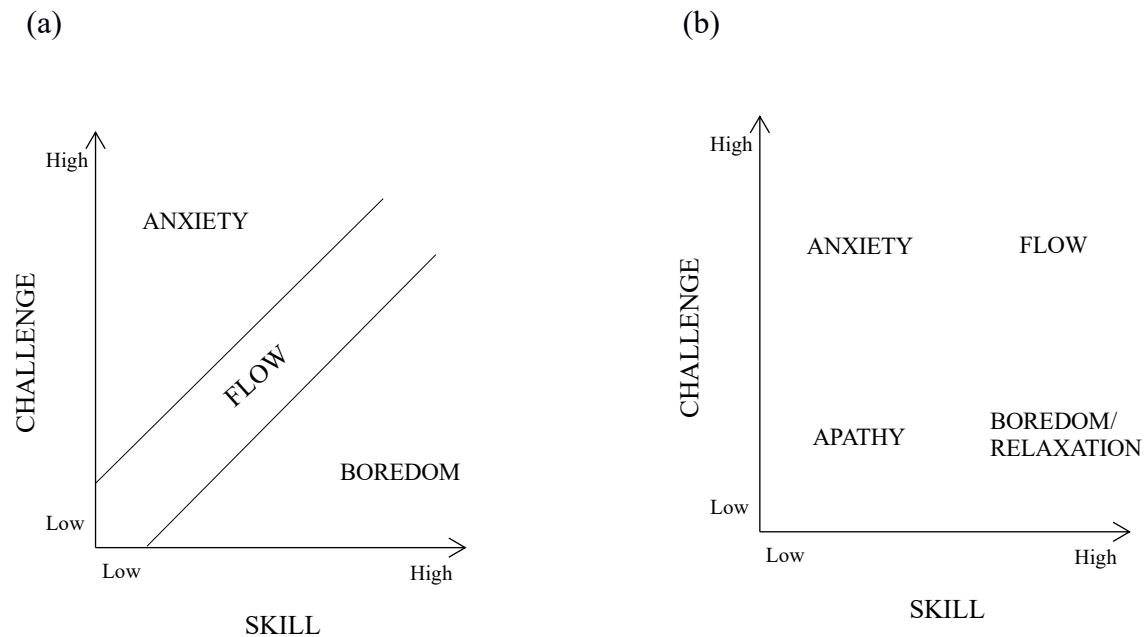 (a)
High
ANXIETY
CHALLENGE
FLOW
BOREDOM
Low
Low
High
SKILL
(b)
High
ANXIETY
FLOW
CHALLENGE
APATHY
BOREDOM/
RELAXATION
Low
Low
High
SKILL